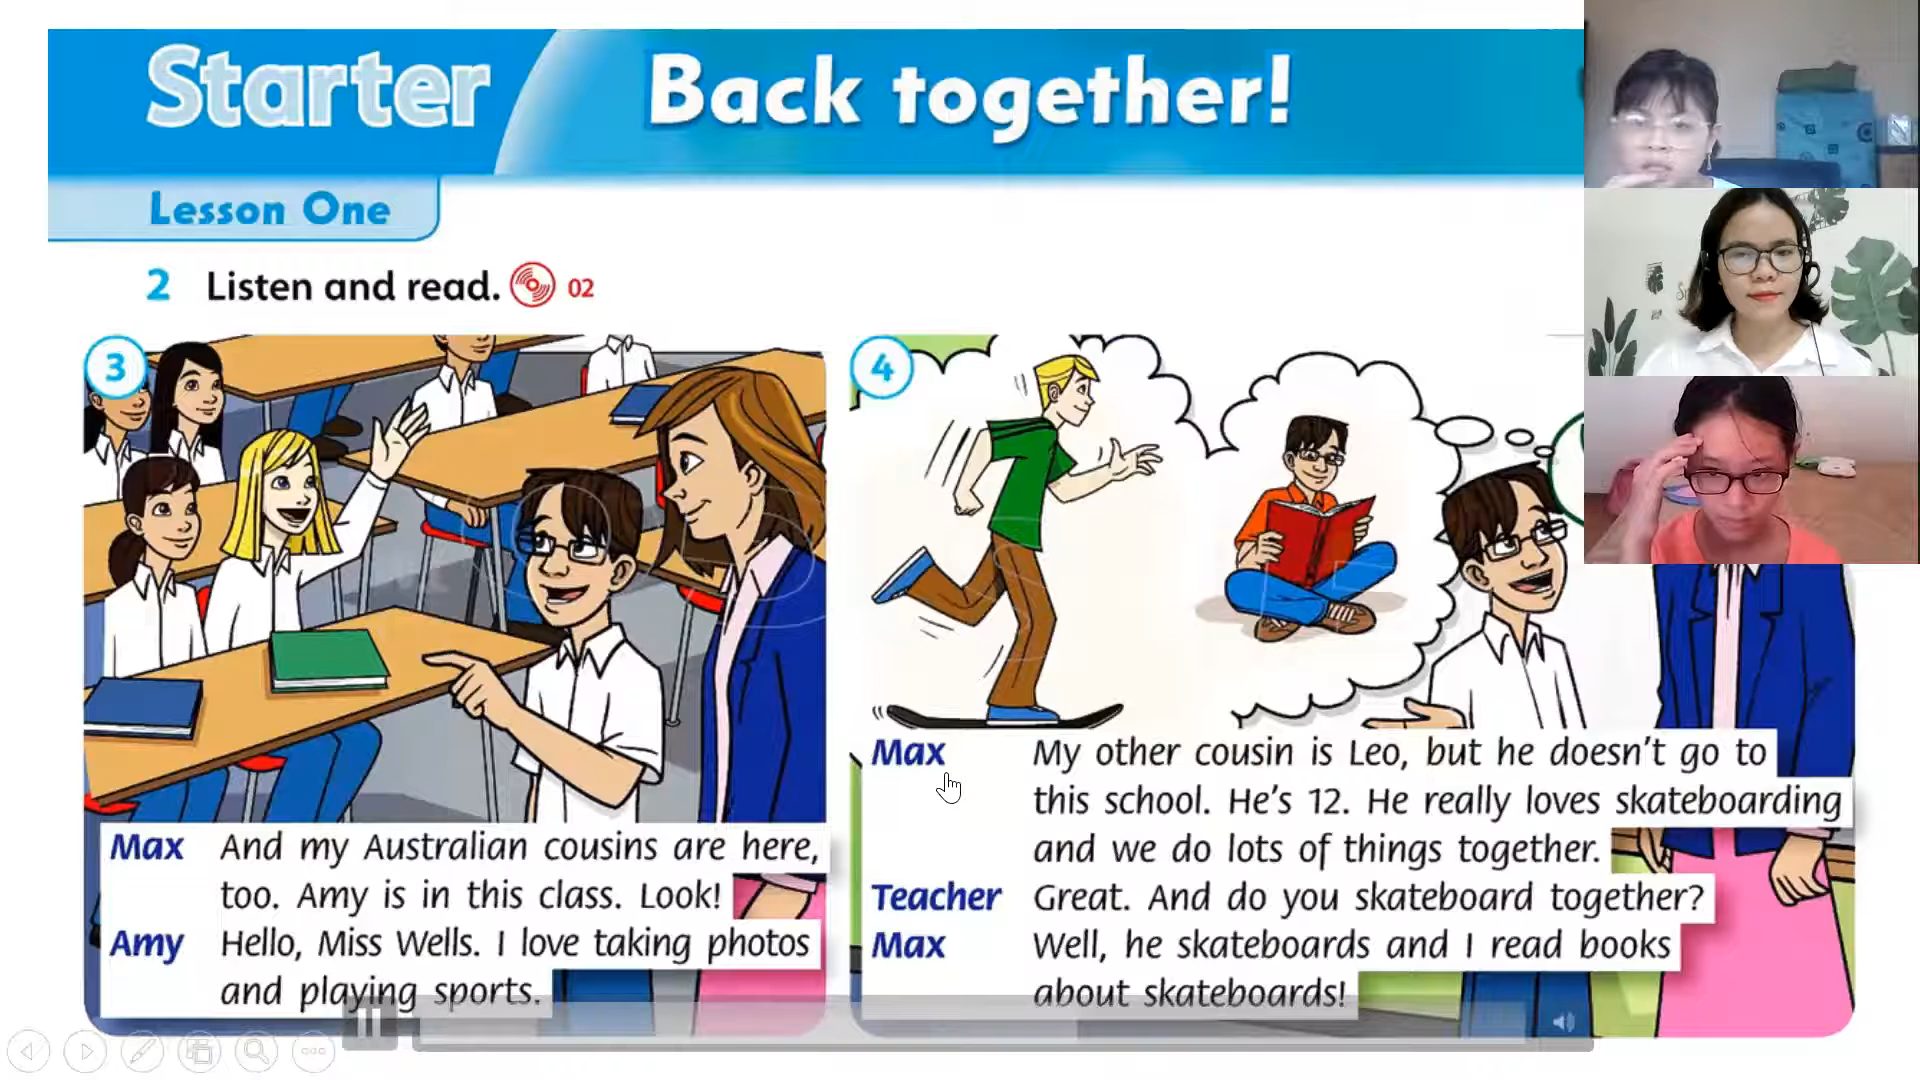 Starter
Back together!
Lesson One
2 Listen and read. 02
3
Max And my Australian cousins are here,
too. Amy is in this class. Look!
Amy Hello, Miss Wells. I love taking photos
and playing sports.
4
Max My other cousin is Leo, but he doesn't go to
this school. He's 12. He really loves skateboarding
and we do lots of things together.
Teacher Great. And do you skateboard together?
Max Well, he skateboards and I read books
about skateboards!